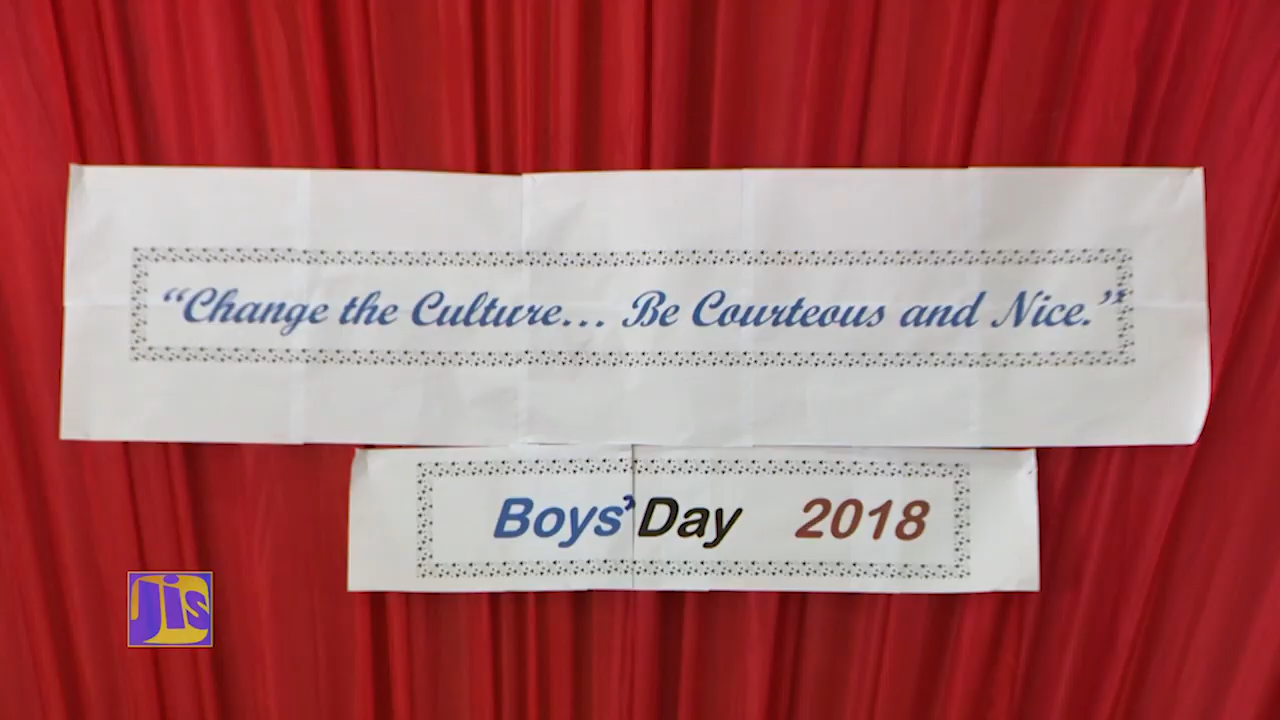 “Change the Culture... Be Courteous and Nice.”
Boys’ Day 2018
Jis